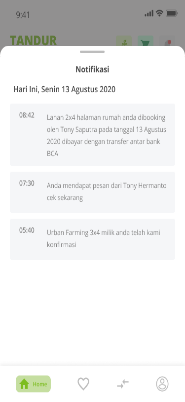 9:41
TANDUR
Notifikasi
Hari Ini, Senin 13 Agustus 2020
08:42
Lahan 2x4 halaman rumah anda dibooking
oleh Tony Saputra pada tanggal 13 Agustus
2020 dibayar dengan transfer antar bank
BCA
07:30
Anda mendapat pesan dari Tony Hermanto
cek sekarang
05:40
Urban Farming 3x4 milik anda telah kami
konfirmasi
Home